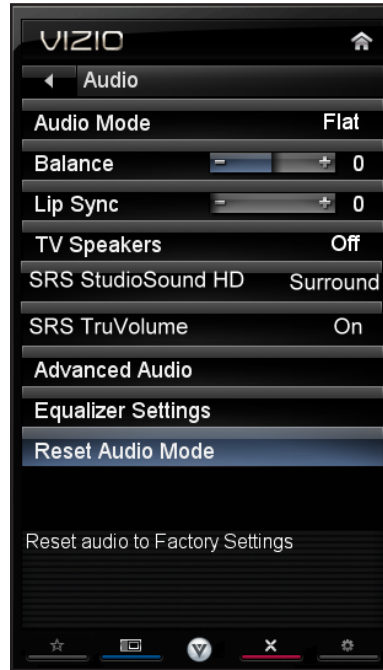 VIZIO
Audio
Audio Mode Flat
Balance - + 0
Lip Sync - + 0
TV Speakers Off
SRS StudioSound HD Surround
SRS TruVolume On
Advanced Audio
Equalizer Settings
Reset Audio Mode
Reset audio to Factory Settings
V